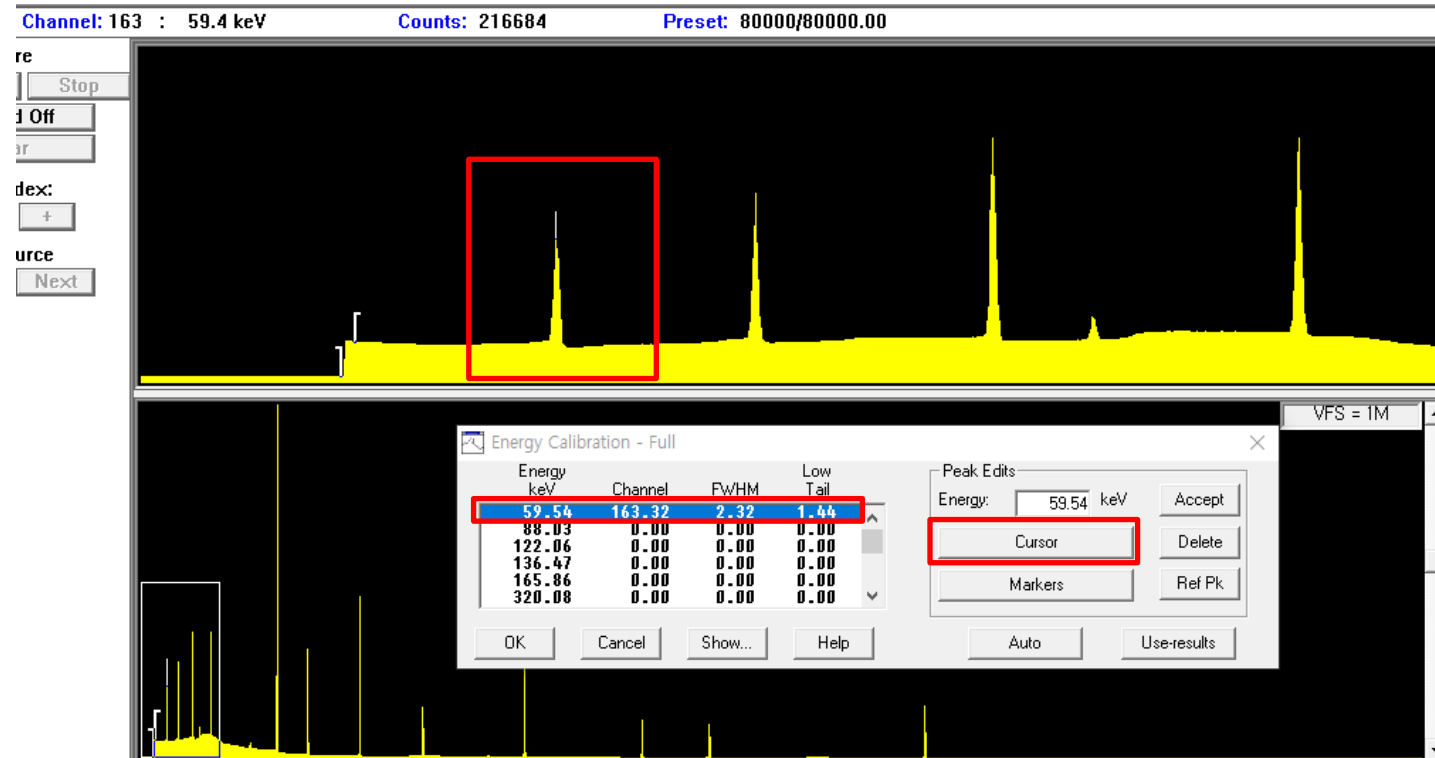 Channel: 163 : 59.4 keV Counts: 216684 Preset: 80000/80000.00
re
Stop
d Off
ar
dex:
+
urce
Next
VFS = 1M
Energy Calibration - Full
Energy keV Channel FWHM Low Tail
59.54 163.32 2.32 1.44
88.03 0.00 0.00 0.00
122.06 0.00 0.00 0.00
136.47 0.00 0.00 0.00
165.86 0.00 0.00 0.00
320.08 0.00 0.00 0.00
Peak Edits
Energy: 59.54 keV Accept
Cursor Delete
Markers Ref Pk
OK Cancel Show... Help Auto Use-results